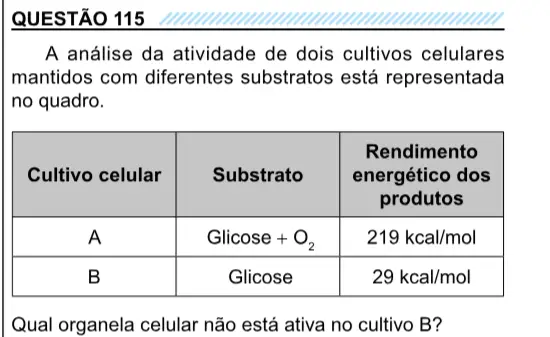 QUESTÃO 115
A análise da atividade de dois cultivos celulares
mantidos com diferentes substratos está representada
no quadro.
Cultivo celular
Substrato
Rendimento
energético dos
produtos
A
Glicose + O₂
219 kcal/mol
B
Glicose
29 kcal/mol
Qual organela celular não está ativa no cultivo B?